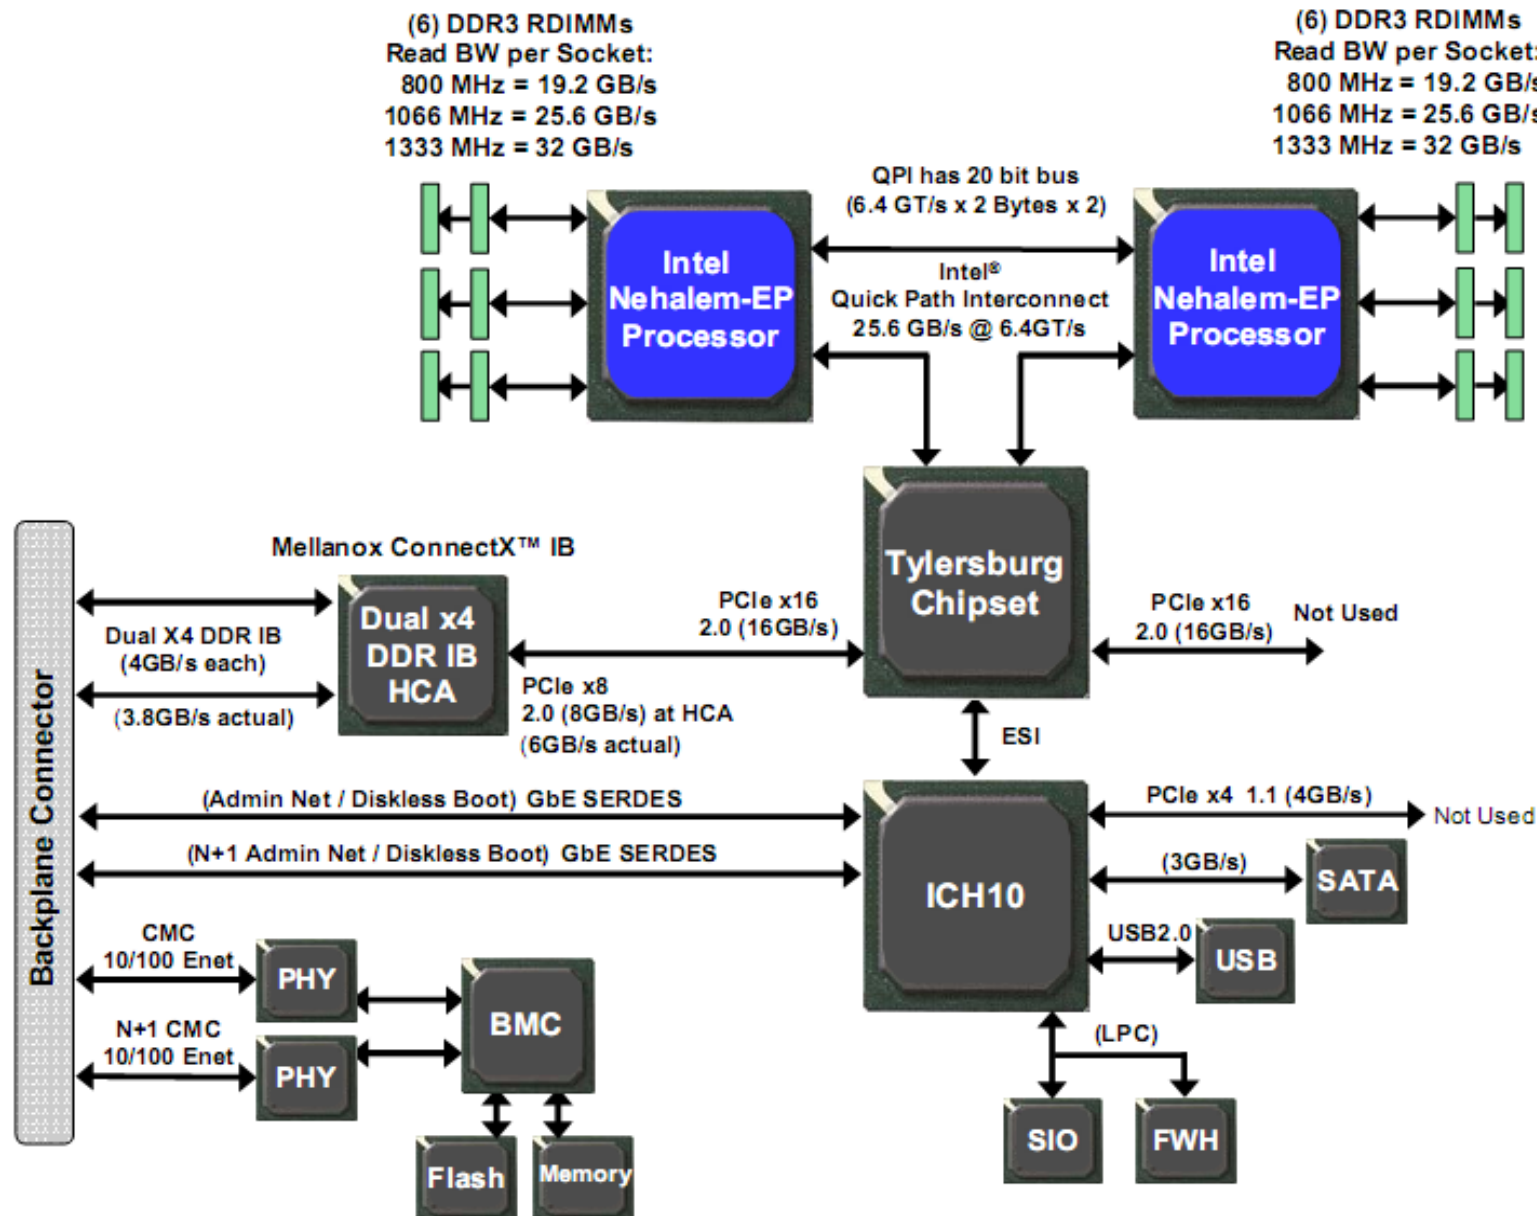 (6) DDR3 RDIMMs
Read BW per Socket:
800 MHz = 19.2 GB/s
1066 MHz = 25.6 GB/s
1333 MHz = 32 GB/s
(6) DDR3 RDIMMs
Read BW per Socket:
800 MHz = 19.2 GB/s
1066 MHz = 25.6 GB/s
1333 MHz = 32 GB/s
QPI has 20 bit bus
(6.4 GT/s x 2 Bytes x 2)
Intel
Nehalem-EP
Processor
Intel®
Quick Path Interconnect
25.6 GB/s @ 6.4GT/s
Intel
Nehalem-EP
Processor
Mellanox ConnectX™ IB
Tylersburg
Chipset
Dual x4
DDR IB
HCA
PCIe x16
2.0 (16GB/s)
PCIe x16
2.0 (16GB/s)
Not Used
Dual X4 DDR IB
(4GB/s each)
(3.8GB/s actual)
PCIe x8
2.0 (8GB/s) at HCA
(6GB/s actual)
ESI
Backplane Connector
(Admin Net / Diskless Boot) GbE SERDES
PCIe x4 1.1 (4GB/s)
Not Used
(N+1 Admin Net / Diskless Boot) GbE SERDES
ICH10
(3GB/s)
SATA
CMC
10/100 Enet
PHY
USB2.0
USB
BMC
N+1 CMC
10/100 Enet
PHY
(LPC)
SIO
FWH
Flash
Memory